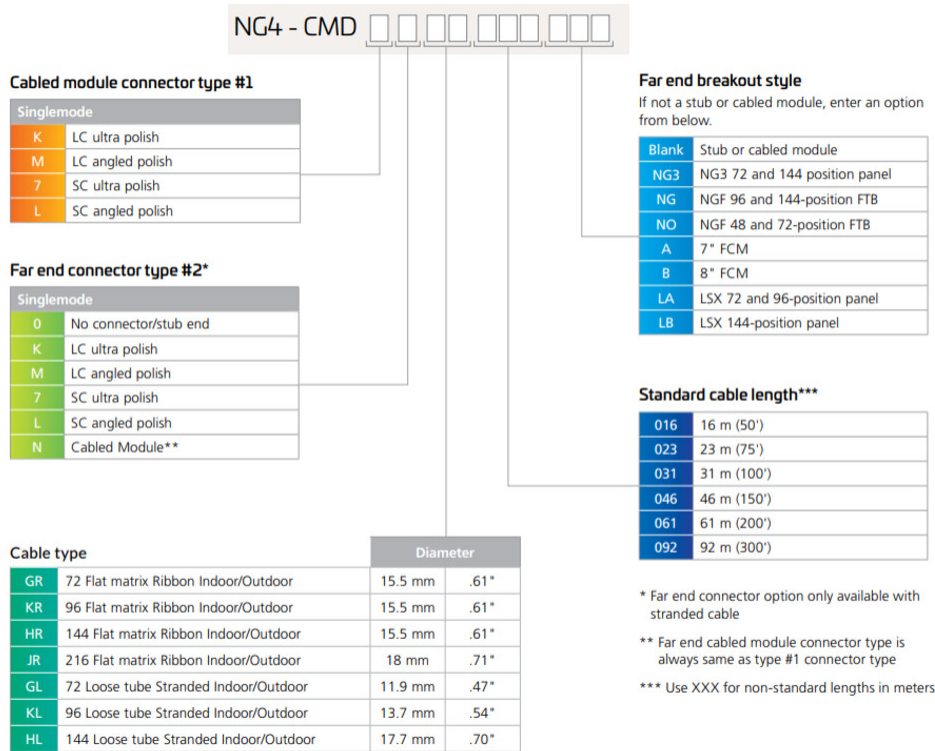 NG4 - CMD
Cabled module connector type #1
Singlemode
K LC ultra polish
M LC angled polish
7 SC ultra polish
L SC angled polish
Far end connector type #2*
Singlemode
0 No connector/stub end
K LC ultra polish
M LC angled polish
7 SC ultra polish
L SC angled polish
N Cabled Module**
Cable type Diameter
GR 72 Flat matrix Ribbon Indoor/Outdoor 15.5 mm .61"
KR 96 Flat matrix Ribbon Indoor/Outdoor 15.5 mm .61"
HR 144 Flat matrix Ribbon Indoor/Outdoor 15.5 mm .61"
JR 216 Flat matrix Ribbon Indoor/Outdoor 18 mm .71"
GL 72 Loose tube Stranded Indoor/Outdoor 11.9 mm .47"
KL 96 Loose tube Stranded Indoor/Outdoor 13.7 mm .54"
HL 144 Loose tube Stranded Indoor/Outdoor 17.7 mm .70"
Far end breakout style
If not a stub or cabled module, enter an option
from below.
Blank Stub or cabled module
NG3 NG3 72 and 144 position panel
NG NGF 96 and 144-position FTB
NO NGF 48 and 72-position FTB
A 7" FCM
B 8" FCM
LA LSX 72 and 96-position panel
LB LSX 144-position panel
Standard cable length***
016 16 m (50')
023 23 m (75')
031 31 m (100')
046 46 m (150')
061 61 m (200')
092 92 m (300')
* Far end connector option only available with
stranded cable
** Far end cabled module connector type is
always same as type #1 connector type
*** Use XXX for non-standard lengths in meters